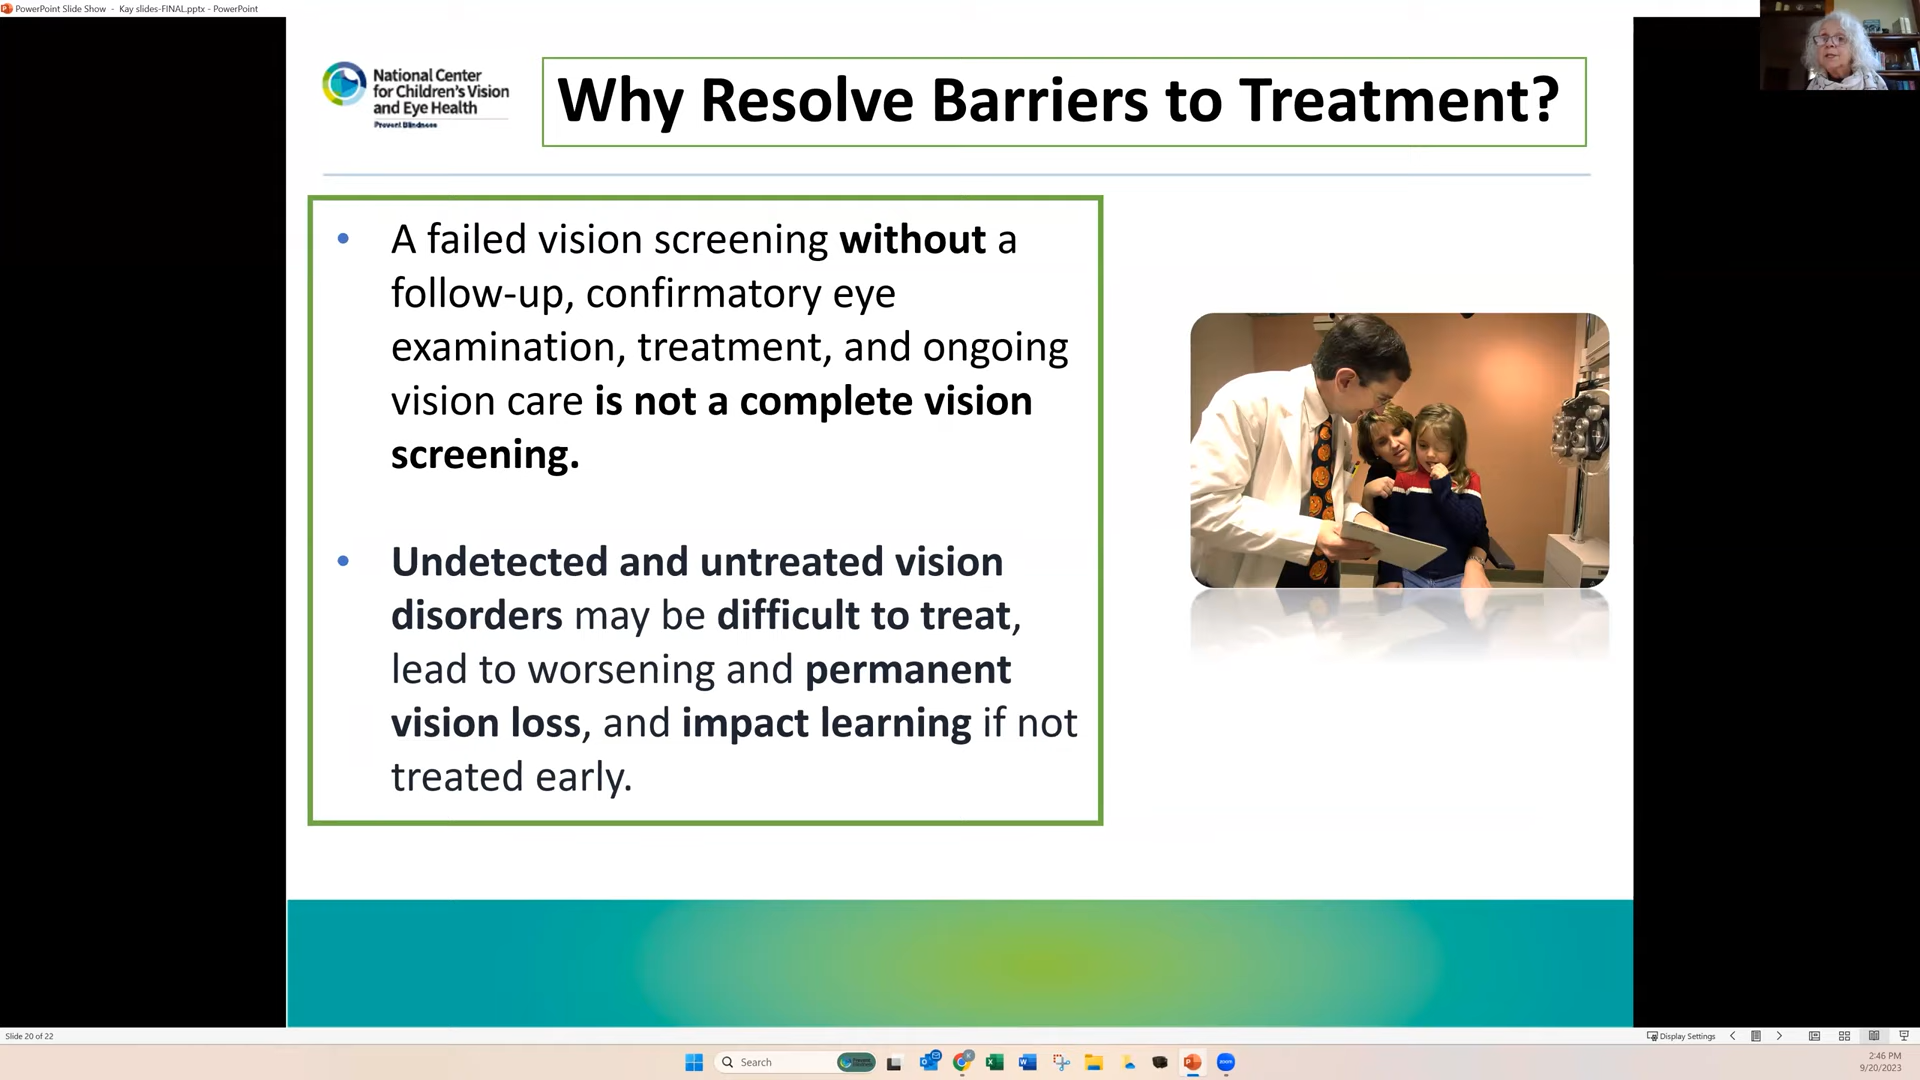 PowerPoint Slide Show - Kay slides-FINAL.pptx - PowerPoint
National Center
for Children's Vision
and Eye Health
Prevent Blindness
Why Resolve Barriers to Treatment?
• A failed vision screening without a
follow-up, confirmatory eye
examination, treatment, and ongoing
vision care is not a complete vision
screening.
• Undetected and untreated vision
disorders may be difficult to treat,
lead to worsening and permanent
vision loss, and impact learning if not
treated early.
Slide 20 of 22
Display Settings
Search
zoom
2:46 PM
9/20/2023